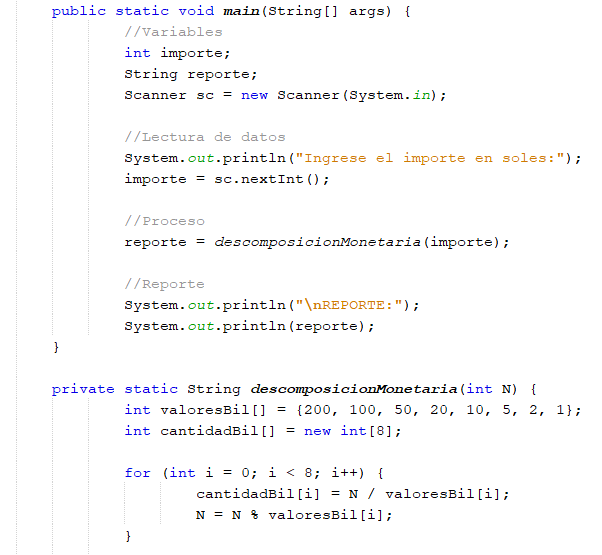 public static void main(String[] args) {
//Variables
int importe;
String reporte;
Scanner sc = new Scanner(System.in);
//Lectura de datos
System.out.println("Ingrese el importe en soles:");
importe = sc.nextInt();
//Proceso
reporte = descomposicionMonetaria(importe);
//Reporte
System.out.println("\nREPORTE:");
System.out.println(reporte);
}
private static String descomposicionMonetaria(int N) {
int valoresBil[] = {200, 100, 50, 20, 10, 5, 2, 1};
int cantidadBil[] = new int[8];
for (int i = 0; i < 8; i++) {
cantidadBil[i] = N / valoresBil[i];
N = N % valoresBil[i];
}